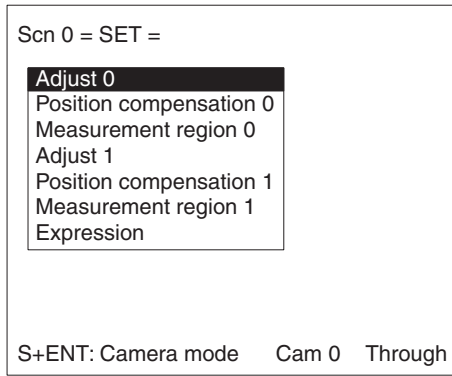 Scn 0 = SET =
Adjust 0
Position compensation 0
Measurement region 0
Adjust 1
Position compensation 1
Measurement region 1
Expression
S+ENT: Camera mode Cam 0 Through